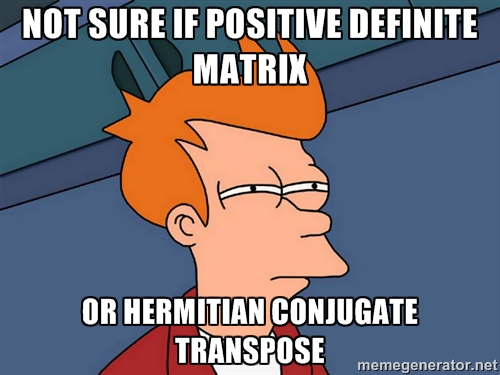 NOT SURE IF POSITIVE DEFINITE
MATRIX
OR HERMITIAN CONJUGATE
TRANSPOSE
memegenerator.net